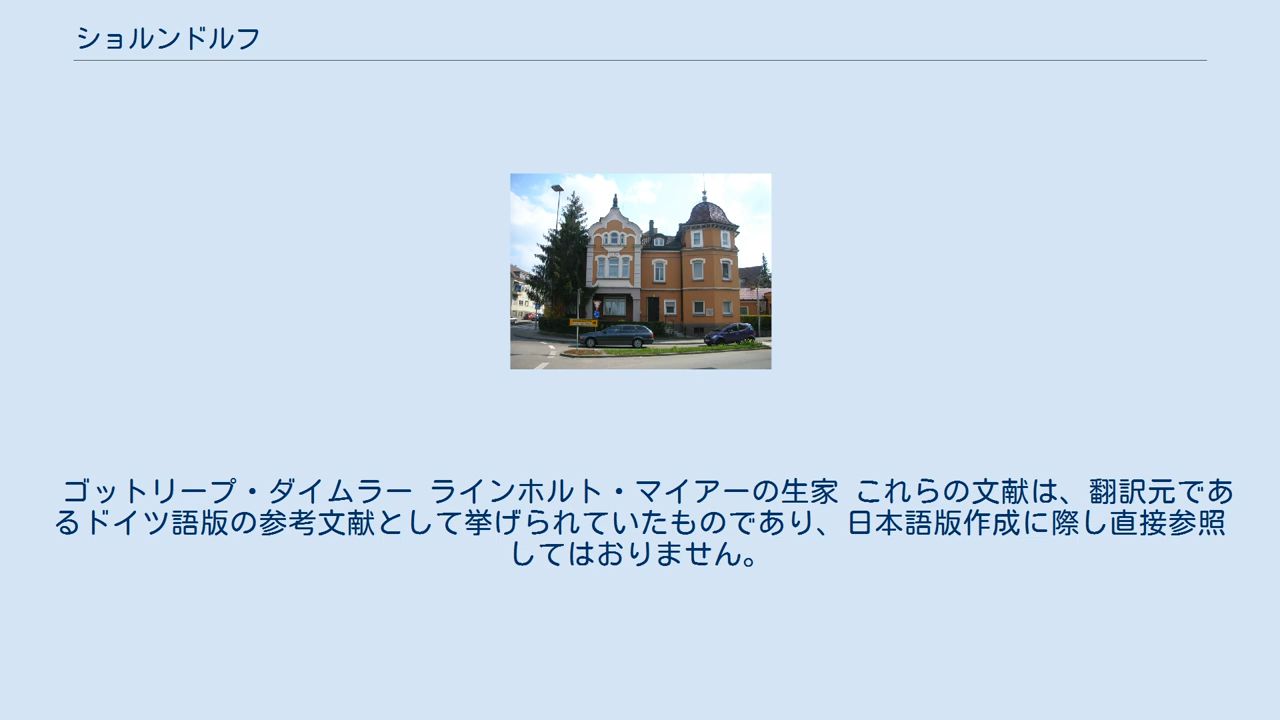 ショルンドルフ
ゴットリープ・ダイムラー ラインホルト・マイアーの生家 これらの文献は、翻訳元であ
るドイツ語版の参考文献として挙げられていたものであり、日本語版作成に際し直接参照
してはおりません。